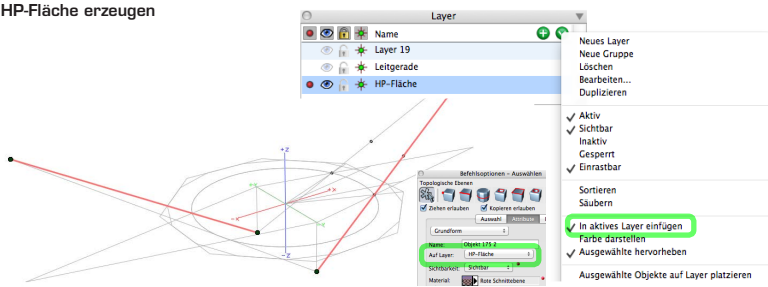 HP-Fläche erzeugen
Layer
Name
Layer 19
Leitgerade
HP-Fläche
Neues Layer
Neue Gruppe
Löschen
Bearbeiten...
Duplizieren
Aktiv
Sichtbar
Inaktiv
Gesperrt
Einrastbar
Sortieren
Säubern
In aktives Layer einfügen
Farbe darstellen
Ausgewählte hervorheben
Ausgewählte Objekte auf Layer platzieren
+Z
+Y
+X
-X
-Y
-Z
Befehlsoptionen - Auswählen
Topologische Ebenen
Ziehen erlauben Kopieren erlauben
Auswahl Attribute
Grundform
Name: Objekt 175 2
Auf Layer: HP-Fläche
Sichtbarkeit: Sichtbar
Material: Rote Schnittebene